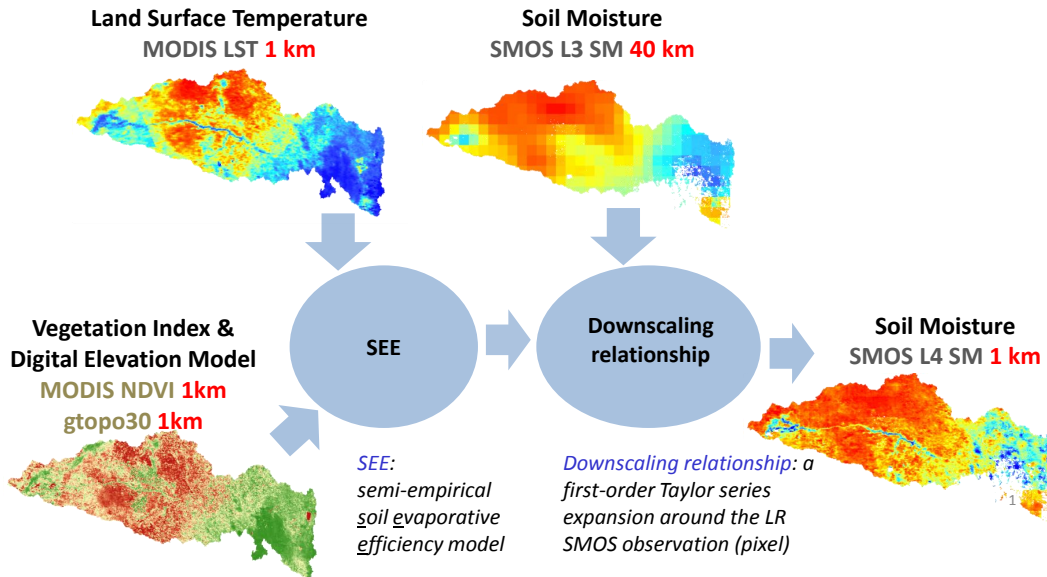 Land Surface Temperature
MODIS LST 1 km
Soil Moisture
SMOS L3 SM 40 km
Vegetation Index &
Digital Elevation Model
MODIS NDVI 1km
gtopo30 1km
SEE
Downscaling
relationship
Soil Moisture
SMOS L4 SM 1 km
SEE:
semi-empirical
soil evaporative
efficiency model
Downscaling relationship: a
first-order Taylor series
expansion around the LR
SMOS observation (pixel)
1